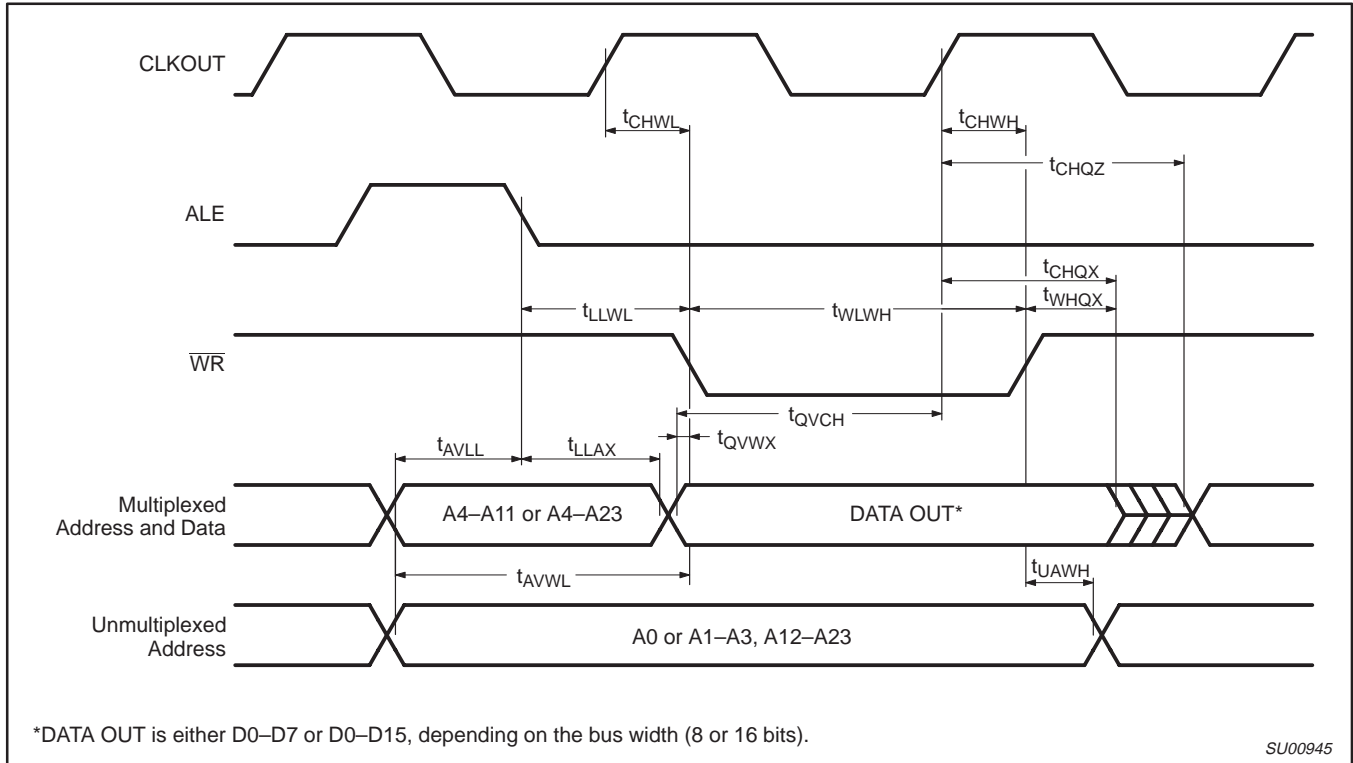 CLKOUT
tCHWL
tCHWH
tCHQZ
ALE
tCHQX
tLLWL
tWLWH
tWHQX
WR
tQVCH
tQVWX
tAVLL
tLLAX
Multiplexed
Address and Data
A4–A11 or A4–A23
DATA OUT*
tAVWL
tUAWH
Unmultiplexed
Address
A0 or A1–A3, A12–A23
*DATA OUT is either D0–D7 or D0–D15, depending on the bus width (8 or 16 bits).
SU00945